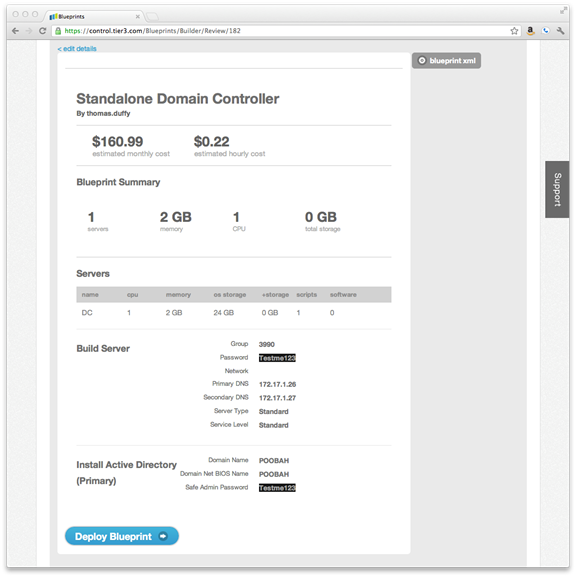 Blueprints
https://control.tier3.com/Blueprints/Builder/Review/182
< edit details
blueprint xml
Standalone Domain Controller
By thomas.duffy
$160.99 $0.22
estimated monthly cost estimated hourly cost
Blueprint Summary
1 2 GB 1 0 GB
servers memory CPU total storage
Support
Servers
name cpu memory os storage +storage scripts software
DC 1 2 GB 24 GB 0 GB 1 0
Build Server
Group 3990
Password Testme123
Network
Primary DNS 172.17.1.26
Secondary DNS 172.17.1.27
Server Type Standard
Service Level Standard
Install Active Directory
(Primary)
Domain Name POOBAH
Domain Net BIOS Name POOBAH
Safe Admin Password Testme123
Deploy Blueprint